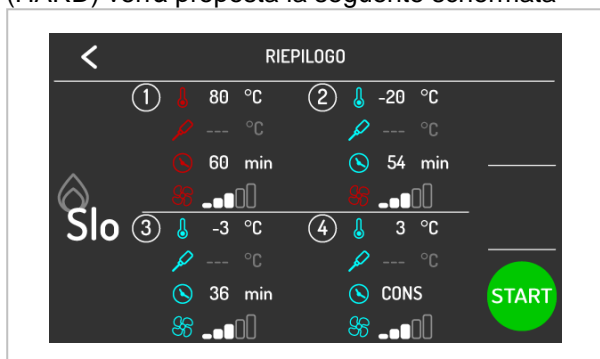 (HARD) verrà proposta la seguente schermata
RIEPILOGO
1 80 °C 2 -20 °C
--- °C --- °C
60 min 54 min
Slo
3 -3 °C 4 3 °C
--- °C --- °C
36 min CONS
START